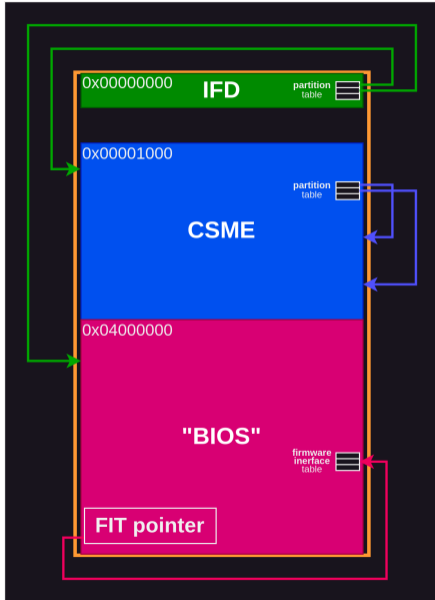 0x00000000
IFD
partition
table
0x00001000
partition
table
CSME
0x04000000
"BIOS"
firmware
inerface
table
FIT pointer